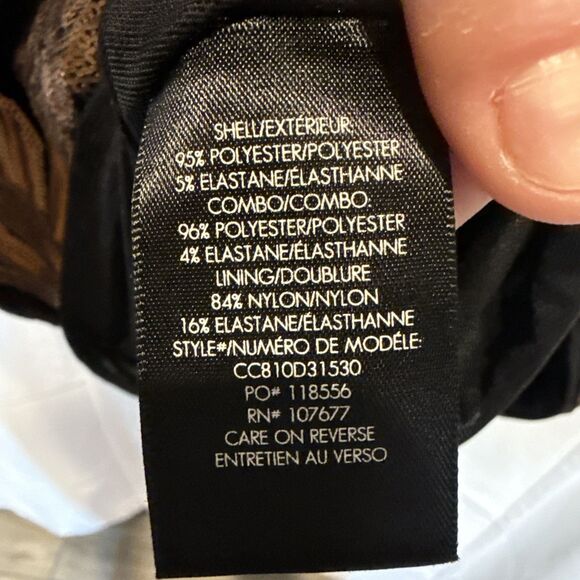 SHELL/EXTÉRIEUR:
95% POLYESTER/POLYESTER
5% ELASTANE/ÉLASTHANNE
COMBO/COMBO:
96% POLYESTER/POLYESTER
4% ELASTANE/ÉLASTHANNE
LINING/DOUBLURE
84% NYLON/NYLON
16% ELASTANE/ÉLASTHANNE
STYLE#/NUMÉRO DE MODÉLE:
CC810D31530
PO# 118556
RN# 107677
CARE ON REVERSE
ENTRETIEN AU VERSO